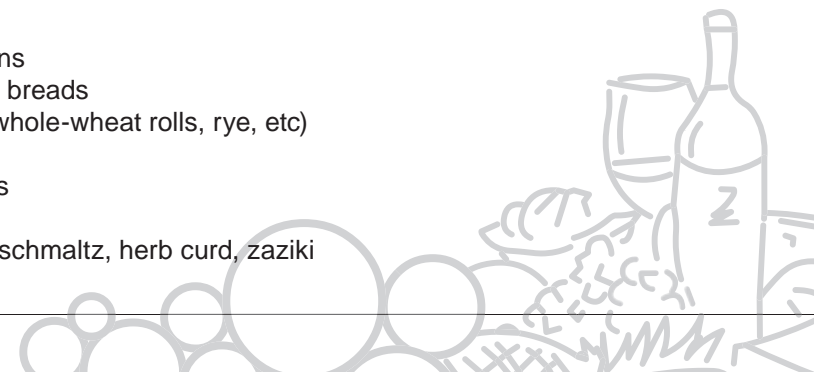 ns
breads
whole-wheat rolls, rye, etc)
s
schmaltz, herb curd, zaziki
Z